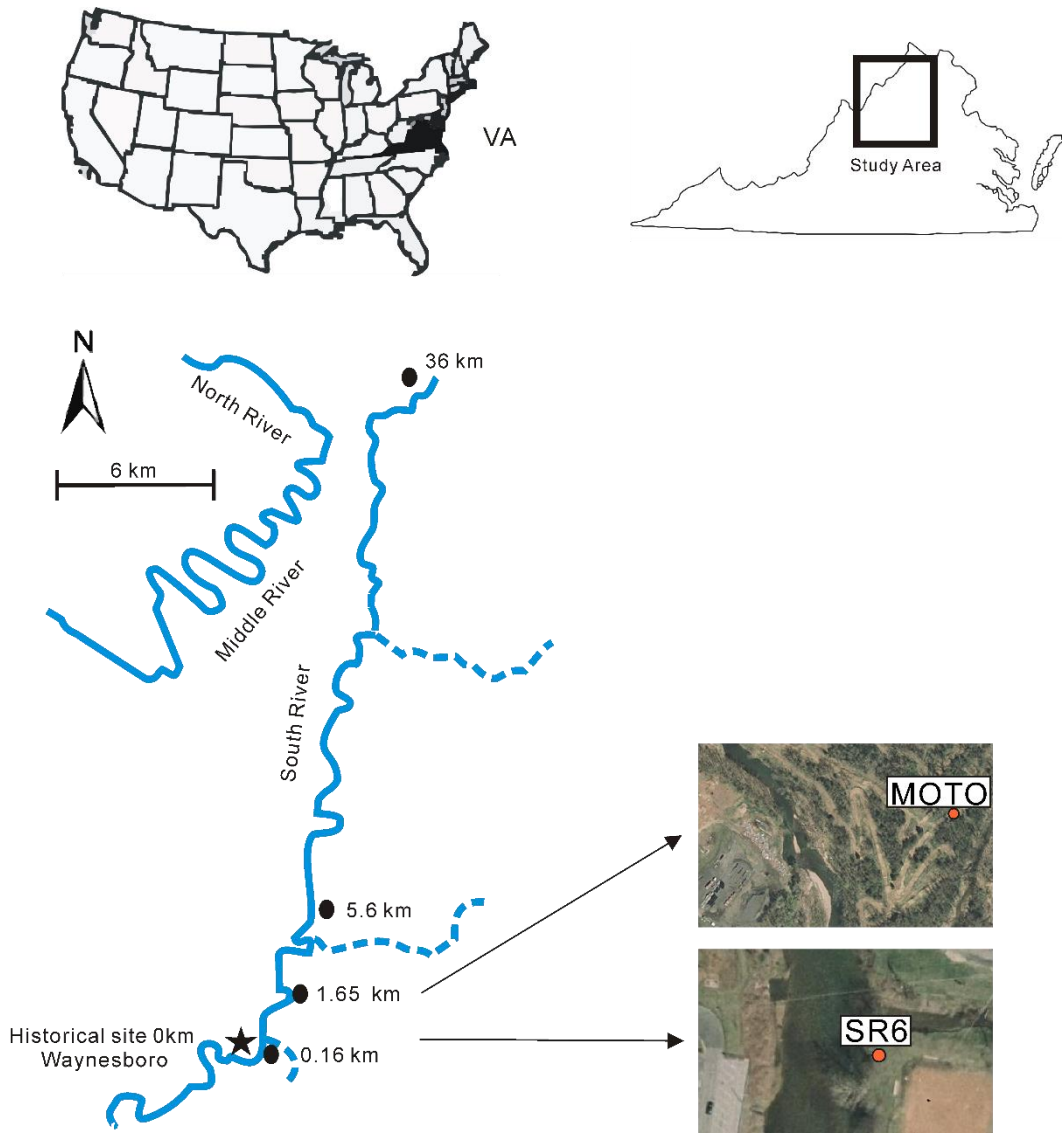 VA
Study Area
N
6 km
North River
Middle River
South River
36 km
5.6 km
1.65 km
0.16 km
Historical site 0km
Waynesboro
MOTO
SR6